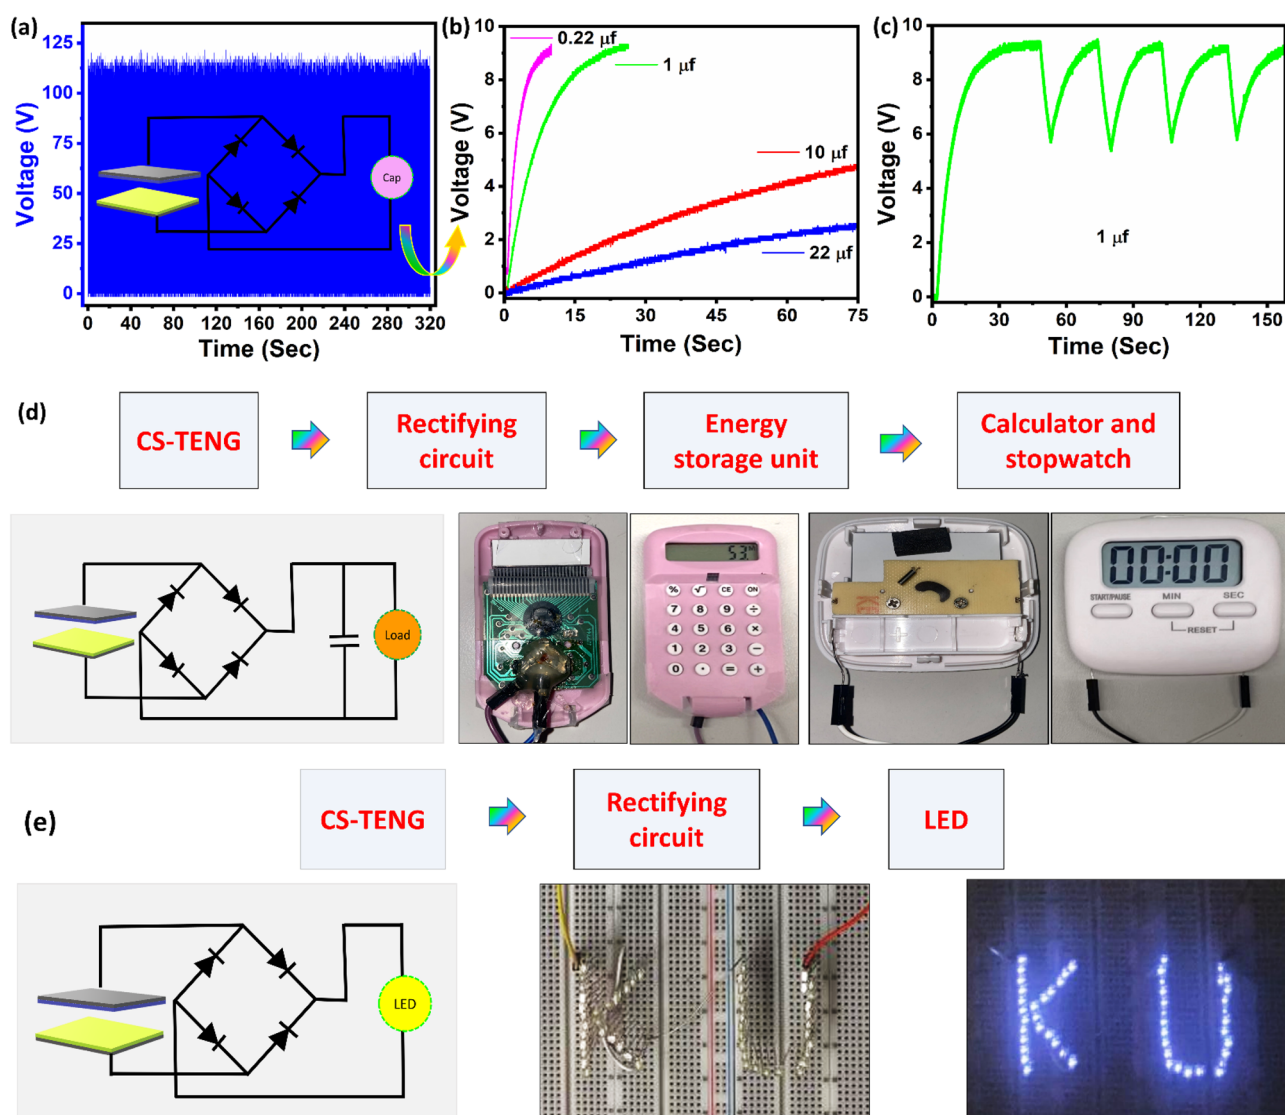 (a)
125
100
75
50
25
0
Voltage (V)
Cap
0 40 80 120 160 200 240 280 320
Time (Sec)
(b)
10
8
6
4
2
0
Voltage (V)
0.22 µf
1 µf
10 µf
22 µf
0 15 30 45 60 75
Time (Sec)
(c)
10
8
6
4
2
0
Voltage (V)
1 µf
0 30 60 90 120 150
Time (Sec)
(d)
CS-TENG
Rectifying
circuit
Energy
storage unit
Calculator and
stopwatch
Load
53
% √ CE ON
7 8 9 ÷
4 5 6 ×
1 2 3 −
0 · = +
00:00
START/PAUSE MIN SEC
RESET
(e)
CS-TENG
Rectifying
circuit
LED
LED
K U